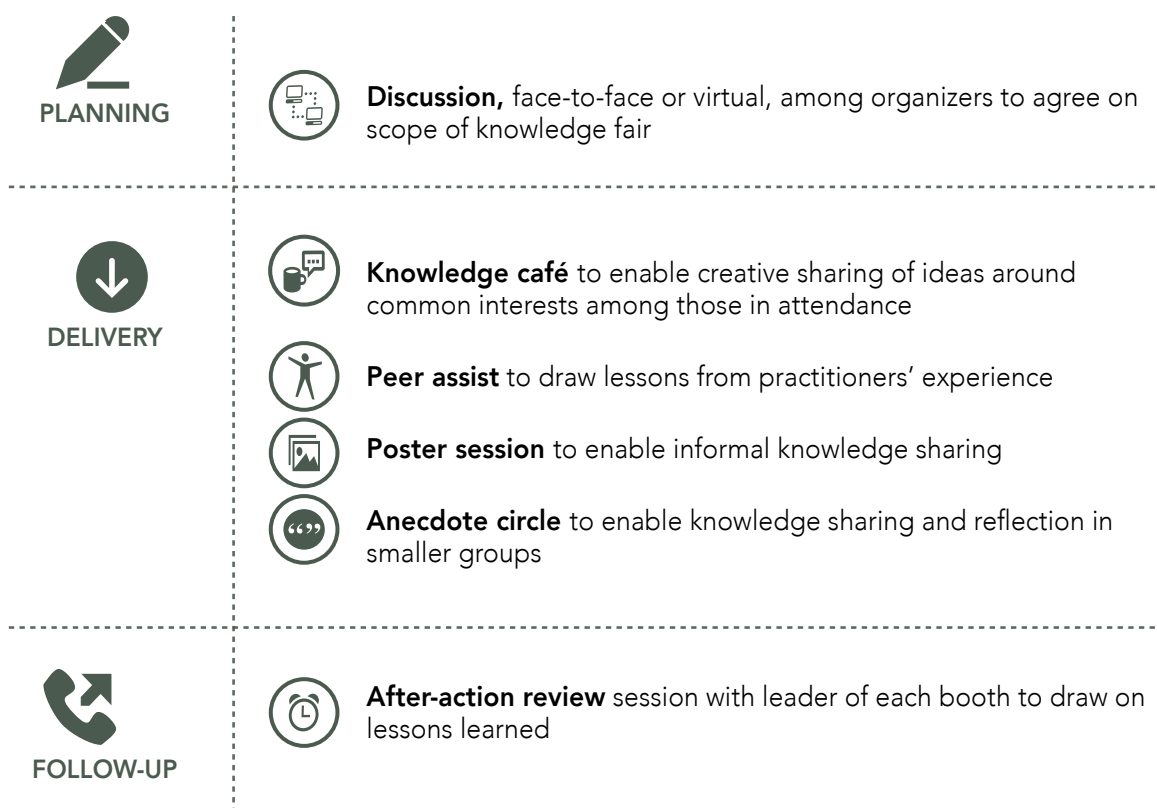 PLANNING
Discussion, face-to-face or virtual, among organizers to agree on
scope of knowledge fair
DELIVERY
Knowledge café to enable creative sharing of ideas around
common interests among those in attendance
Peer assist to draw lessons from practitioners’ experience
Poster session to enable informal knowledge sharing
Anecdote circle to enable knowledge sharing and reflection in
smaller groups
FOLLOW-UP
After-action review session with leader of each booth to draw on
lessons learned